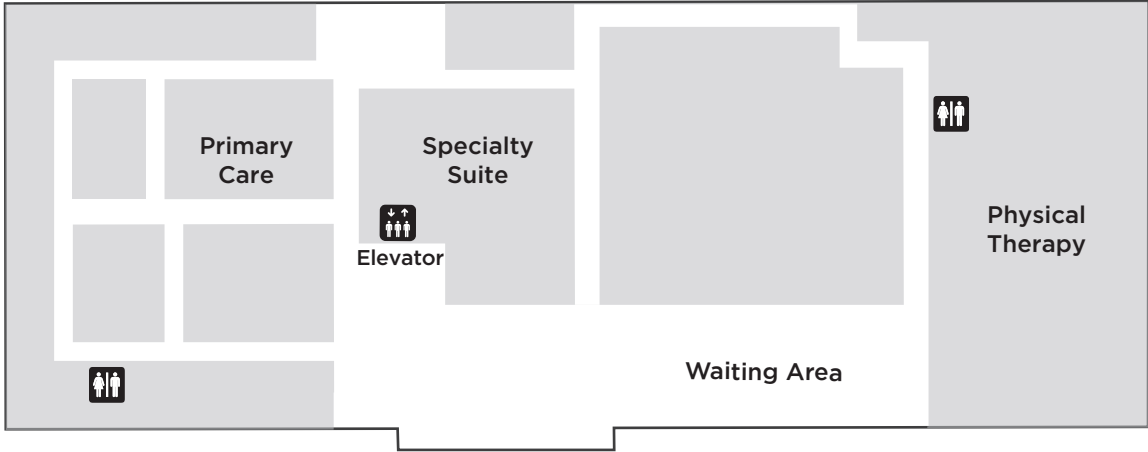 Primary
Care
Specialty
Suite
Elevator
Physical
Therapy
Waiting Area